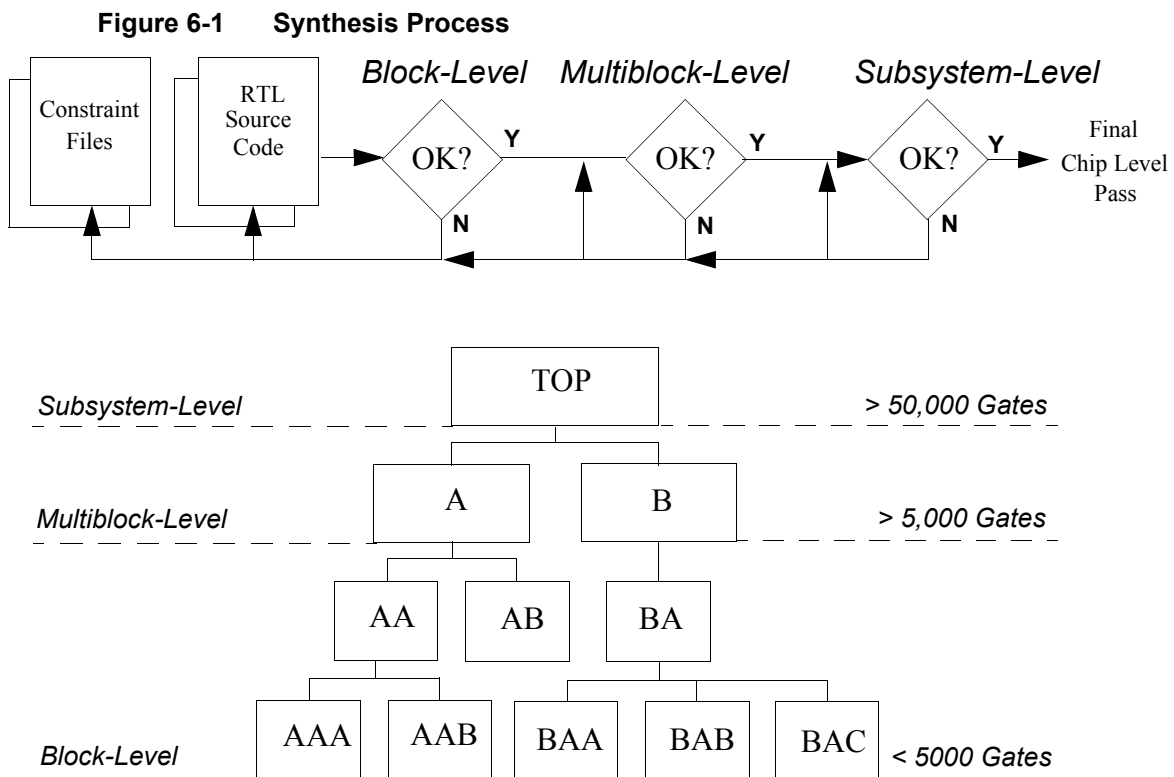 Figure 6-1 Synthesis Process
Block-Level Multiblock-Level Subsystem-Level
Constraint
Files
RTL
Source
Code
OK?
Y
N
OK?
Y
N
OK?
Y
N
Final
Chip Level
Pass
TOP
Subsystem-Level
> 50,000 Gates
A
B
Multiblock-Level
> 5,000 Gates
AA
AB
BA
AAA
AAB
BAA
BAB
BAC
Block-Level
< 5000 Gates